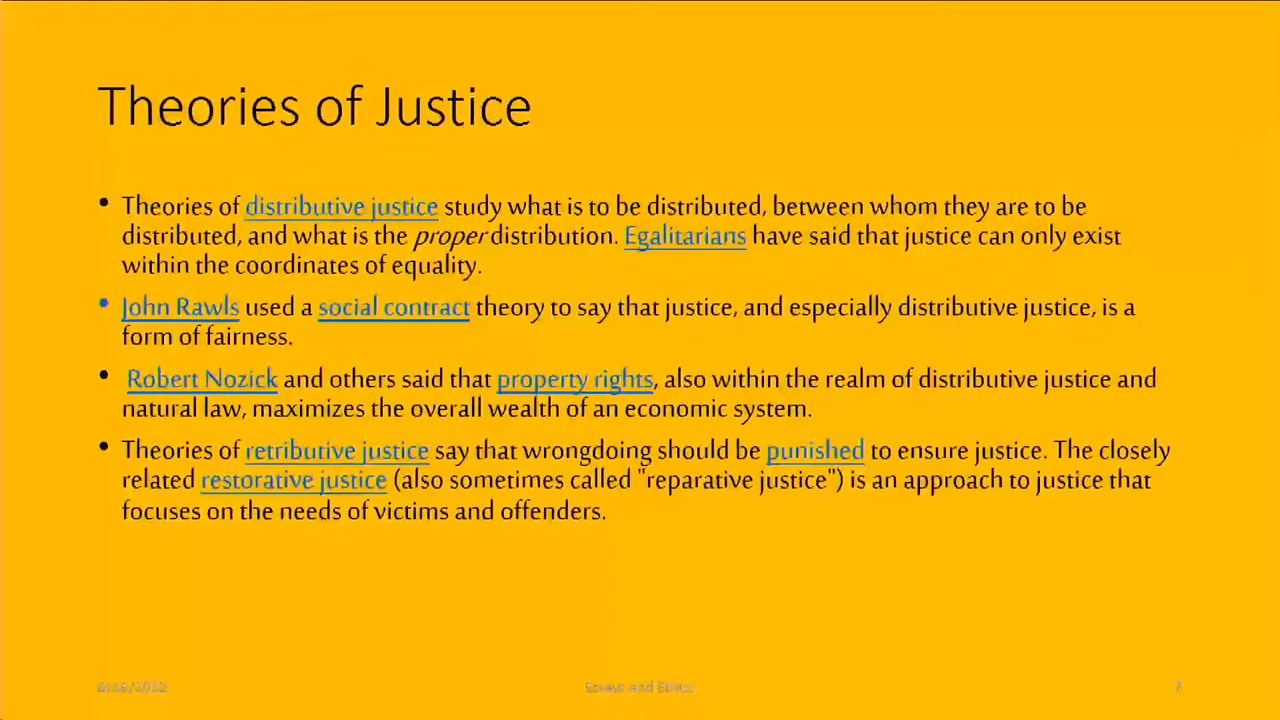 Theories of Justice
• Theories of distributive justice study what is to be distributed, between whom they are to be
distributed, and what is the proper distribution. Egalitarians have said that justice can only exist
within the coordinates of equality.
• John Rawls used a social contract theory to say that justice, and especially distributive justice, is a
form of fairness.
• Robert Nozick and others said that property rights, also within the realm of distributive justice and
natural law, maximizes the overall wealth of an economic system.
• Theories of retributive justice say that wrongdoing should be punished to ensure justice. The closely
related restorative justice (also sometimes called "reparative justice") is an approach to justice that
focuses on the needs of victims and offenders.
and Ethics
7